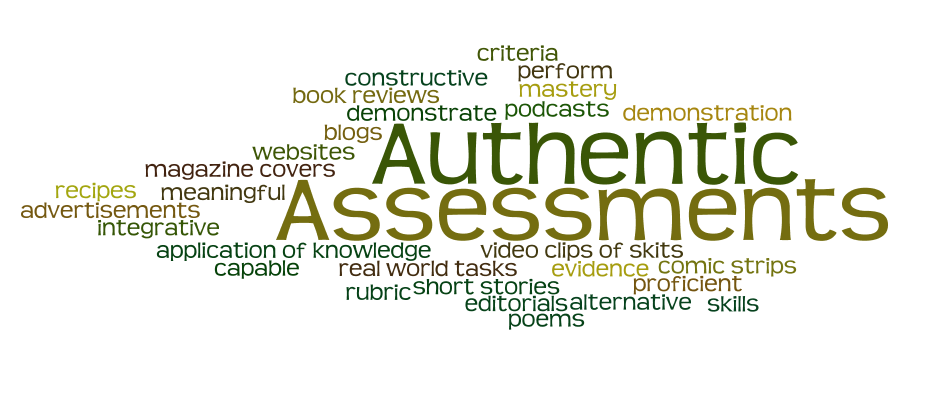 criteria
constructive perform
book reviews mastery
demonstrate podcasts demonstration
blogs
websites Authentic
magazine covers
recipes meaningful
advertisements Assessments
integrative
application of knowledge video clips of skits
capable real world tasks evidence comic strips
rubric short stories proficient
editorials alternative skills
poems